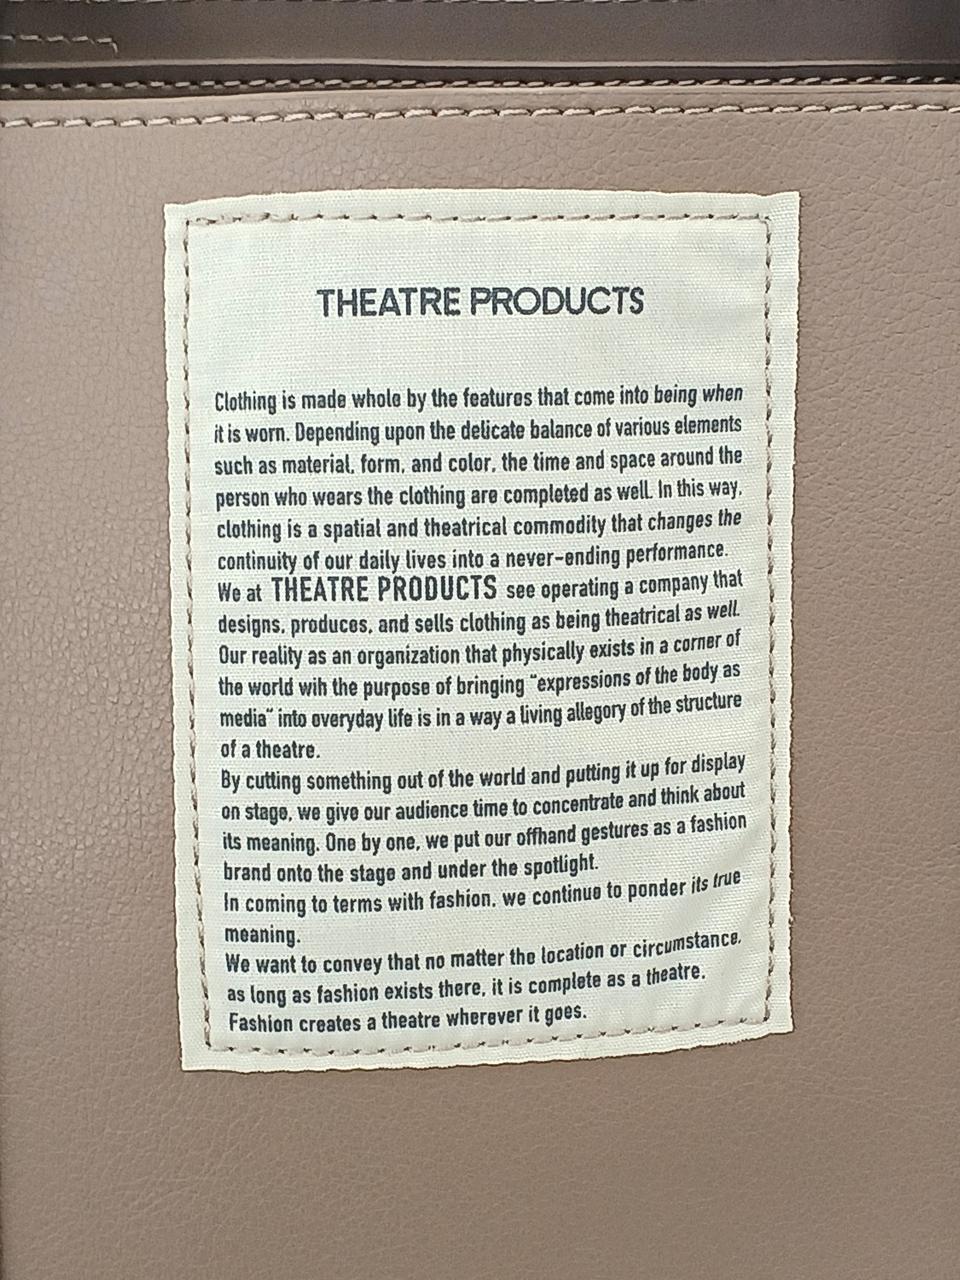 THEATRE PRODUCTS
Clothing is made whole by the features that come into being when
it is worn. Depending upon the delicate balance of various elements
such as material, form, and color, the time and space around the
person who wears the clothing are completed as well. In this way,
clothing is a spatial and theatrical commodity that changes the
continuity of our daily lives into a never-ending performance.
We at THEATRE PRODUCTS see operating a company that
designs, produces, and sells clothing as being theatrical as well.
Our reality as an organization that physically exists in a corner of
the world wih the purpose of bringing "expressions of the body as
media" into everyday life is in a way a living allegory of the structure
of a theatre.
By cutting something out of the world and putting it up for display
on stage, we give our audience time to concentrate and think about
its meaning. One by one, we put our offhand gestures as a fashion
brand onto the stage and under the spotlight.
In coming to terms with fashion, we continue to ponder its true
meaning.
We want to convey that no matter the location or circumstance,
as long as fashion exists there, it is complete as a theatre.
Fashion creates a theatre wherever it goes.